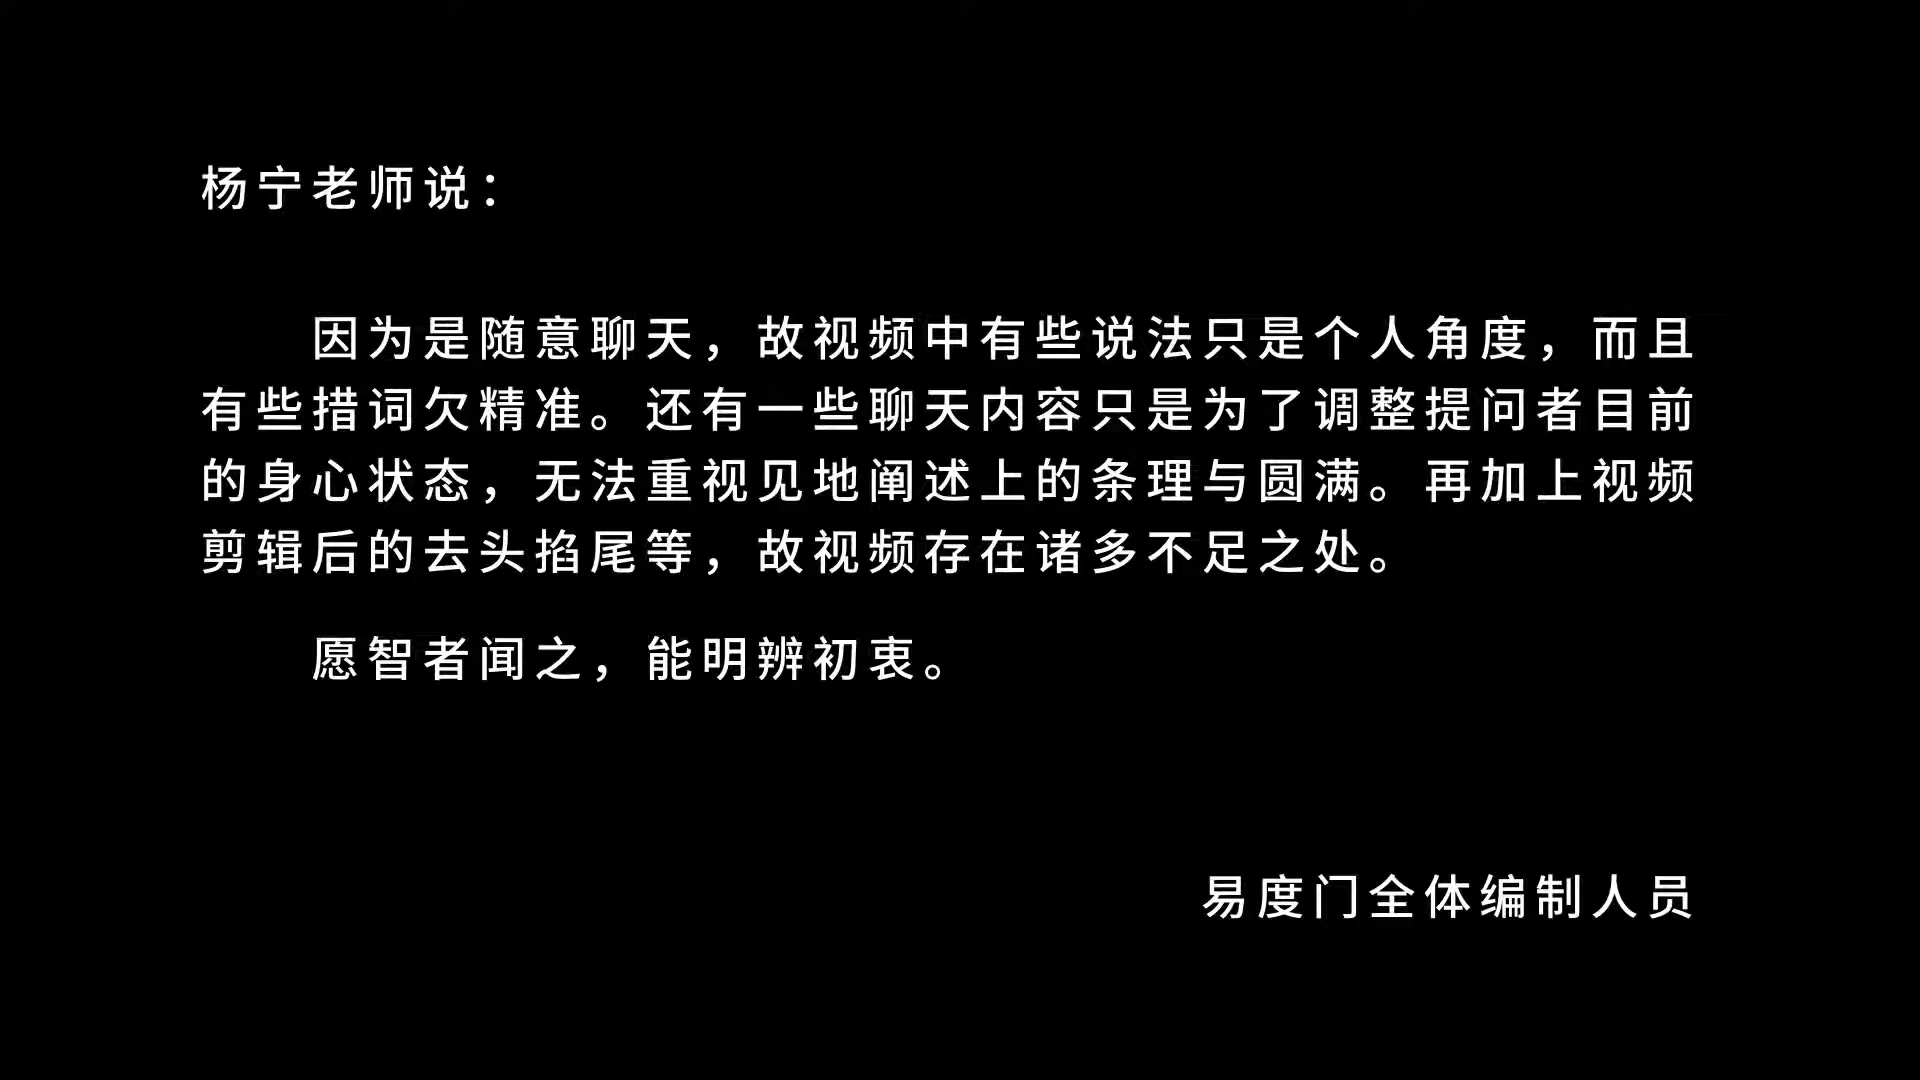 杨宁老师说：
因为是随意聊天，故视频中有些说法只是个人角度，而且
有些措词欠精准。还有一些聊天内容只是为了调整提问者目前
的身心状态，无法重视见地阐述上的条理与圆满。再加上视频
剪辑后的去头掐尾等，故视频存在诸多不足之处。
愿智者闻之，能明辨初衷。
易度门全体编制人员